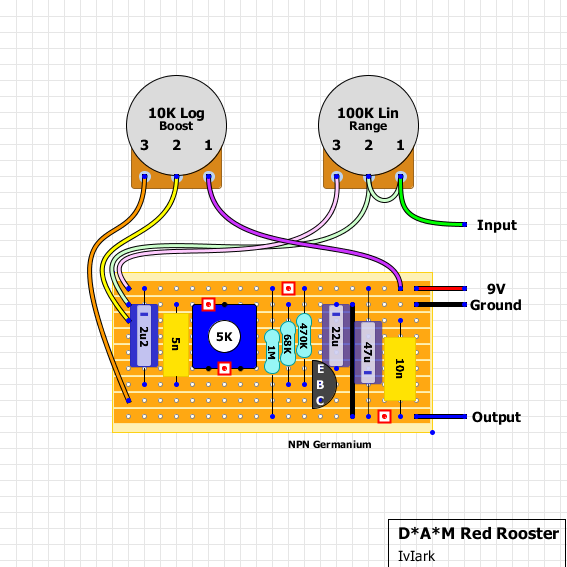 10K Log
Boost
3 2 1
100K Lin
Range
3 2 1
Input
9V
Ground
2u2
5n
5K
1M
68K
470K
22u
47u
10n
E
B
C
Output
NPN Germanium
D*A*M Red Rooster
IvIark